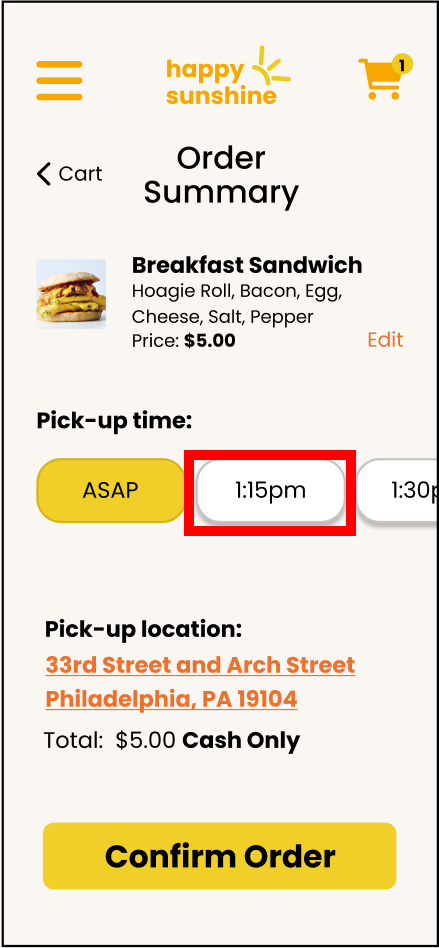 happy
sunshine
1
Cart
Order
Summary
Breakfast Sandwich
Hoagie Roll, Bacon, Egg,
Cheese, Salt, Pepper
Price: $5.00
Edit
Pick-up time:
ASAP
1:15pm
1:30p
Pick-up location:
33rd Street and Arch Street
Philadelphia, PA 19104
Total: $5.00 Cash Only
Confirm Order